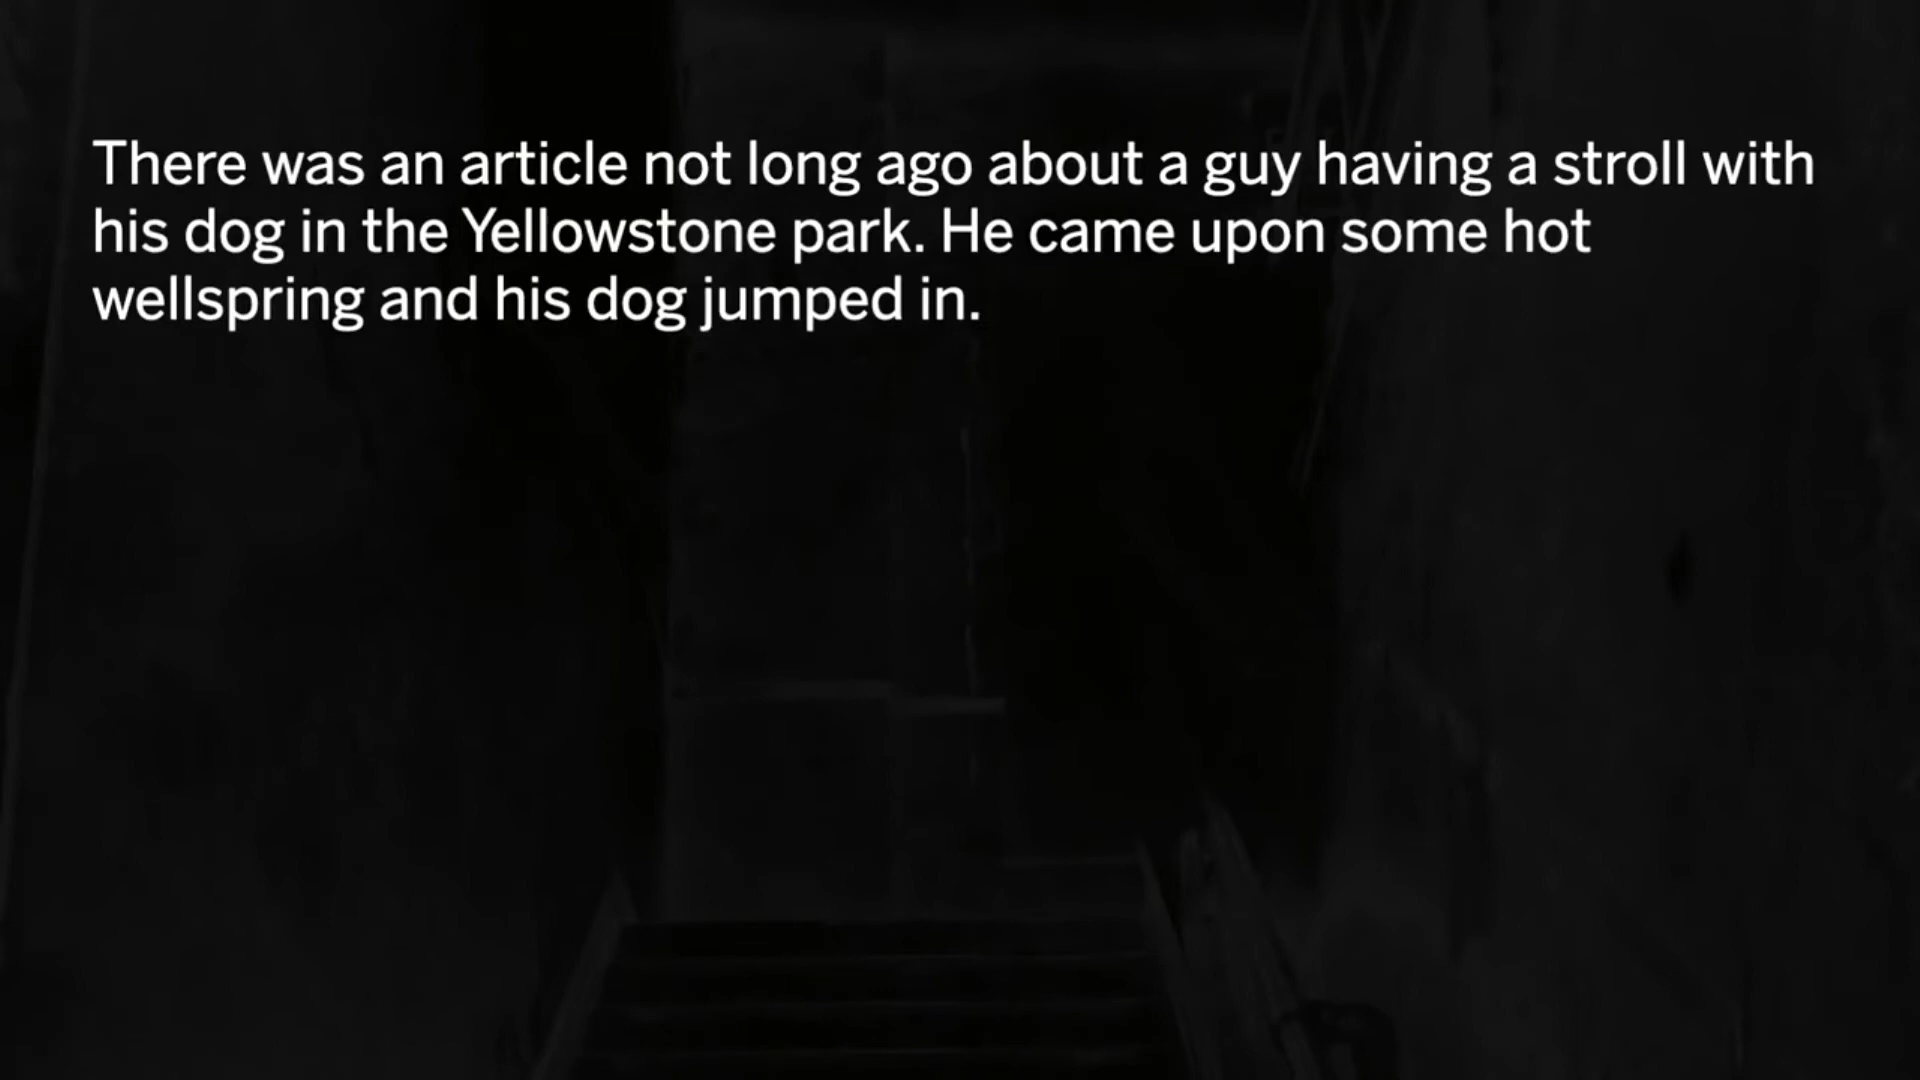 There was an article not long ago about a guy having a stroll with
his dog in the Yellowstone park. He came upon some hot
wellspring and his dog jumped in.